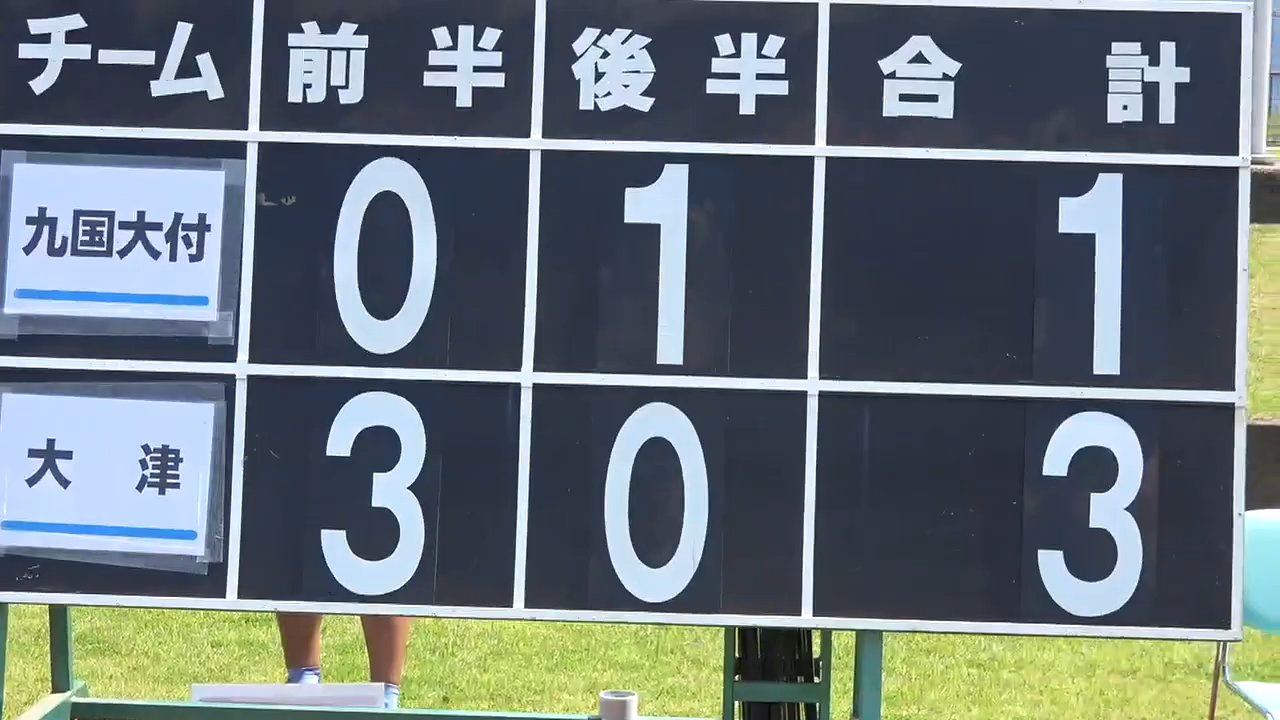 チーム 前半 後半 合計
九国大付 0 1 1
大津 3 0 3